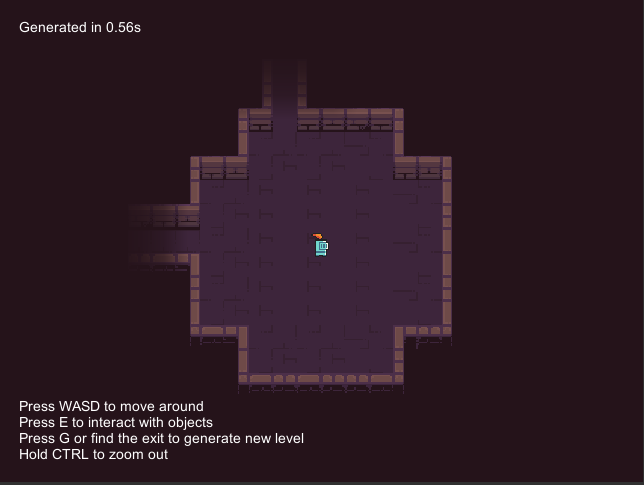 Generated in 0.56s
Press WASD to move around
Press E to interact with objects
Press G or find the exit to generate new level
Hold CTRL to zoom out